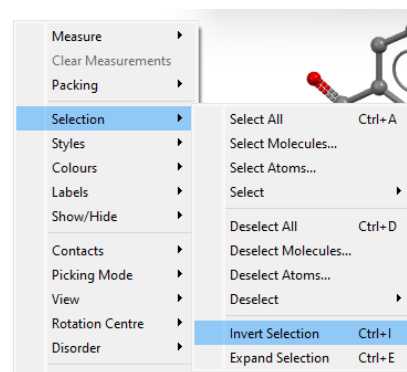 Measure
Clear Measurements
Packing
Selection
Styles
Colours
Labels
Show/Hide
Contacts
Picking Mode
View
Rotation Centre
Disorder
Select All Ctrl+A
Select Molecules...
Select Atoms...
Select
Deselect All Ctrl+D
Deselect Molecules...
Deselect Atoms...
Deselect
Invert Selection Ctrl+I
Expand Selection Ctrl+E